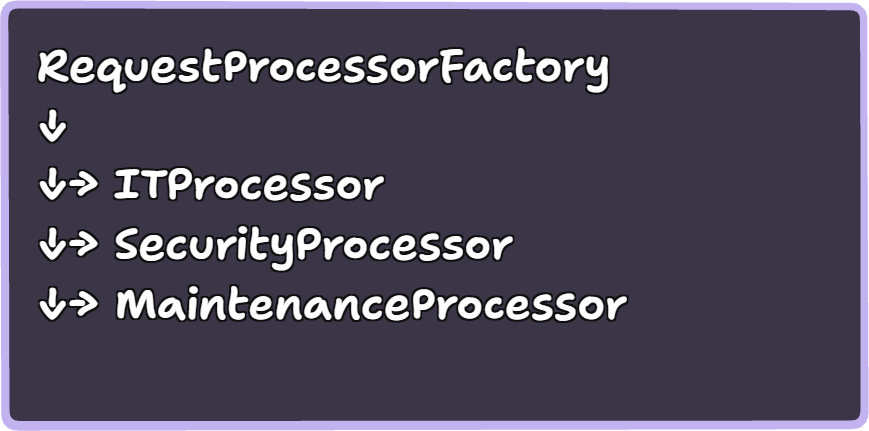 RequestProcessorFactory
↓
↓→ ITProcessor
↓→ SecurityProcessor
↓→ MaintenanceProcessor